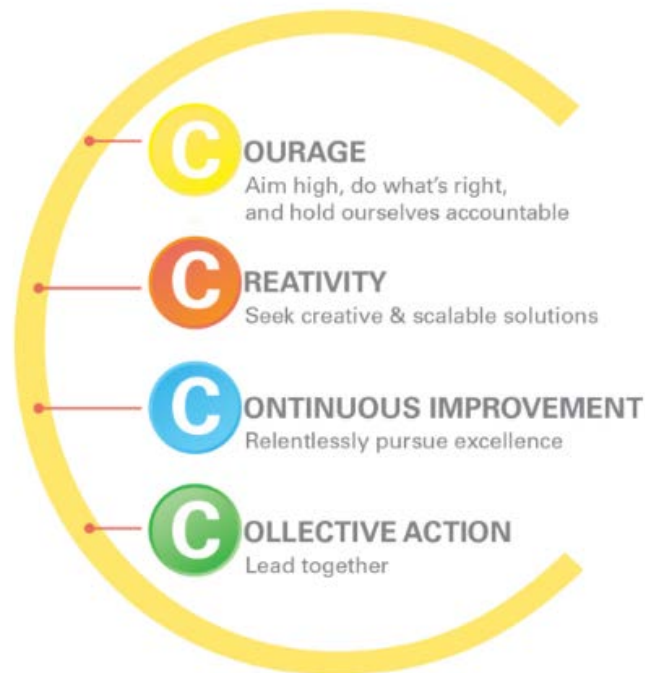 COURAGE
Aim high, do what's right,
and hold ourselves accountable
CREATIVITY
Seek creative & scalable solutions
CONTINUOUS IMPROVEMENT
Relentlessly pursue excellence
COLLECTIVE ACTION
Lead together